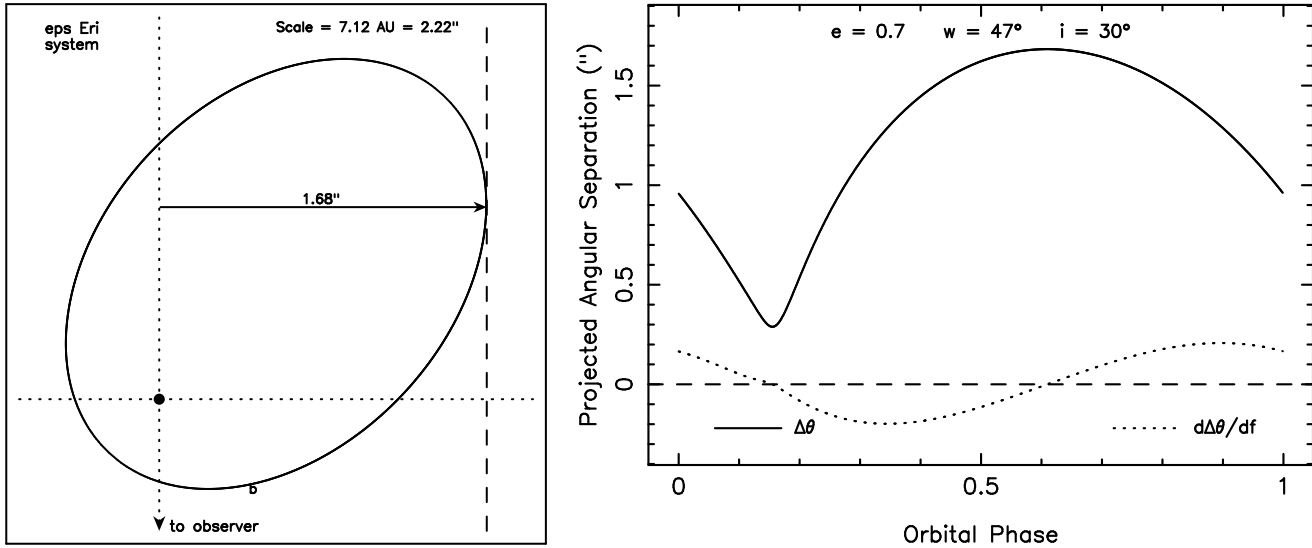 eps Eri
system
Scale = 7.12 AU = 2.22"
1.68"
b
to observer
e = 0.7 w = 47° i = 30°
Projected Angular Separation (")
1.5
1
0.5
0
Δθ
dΔθ/df
0 0.5 1
Orbital Phase